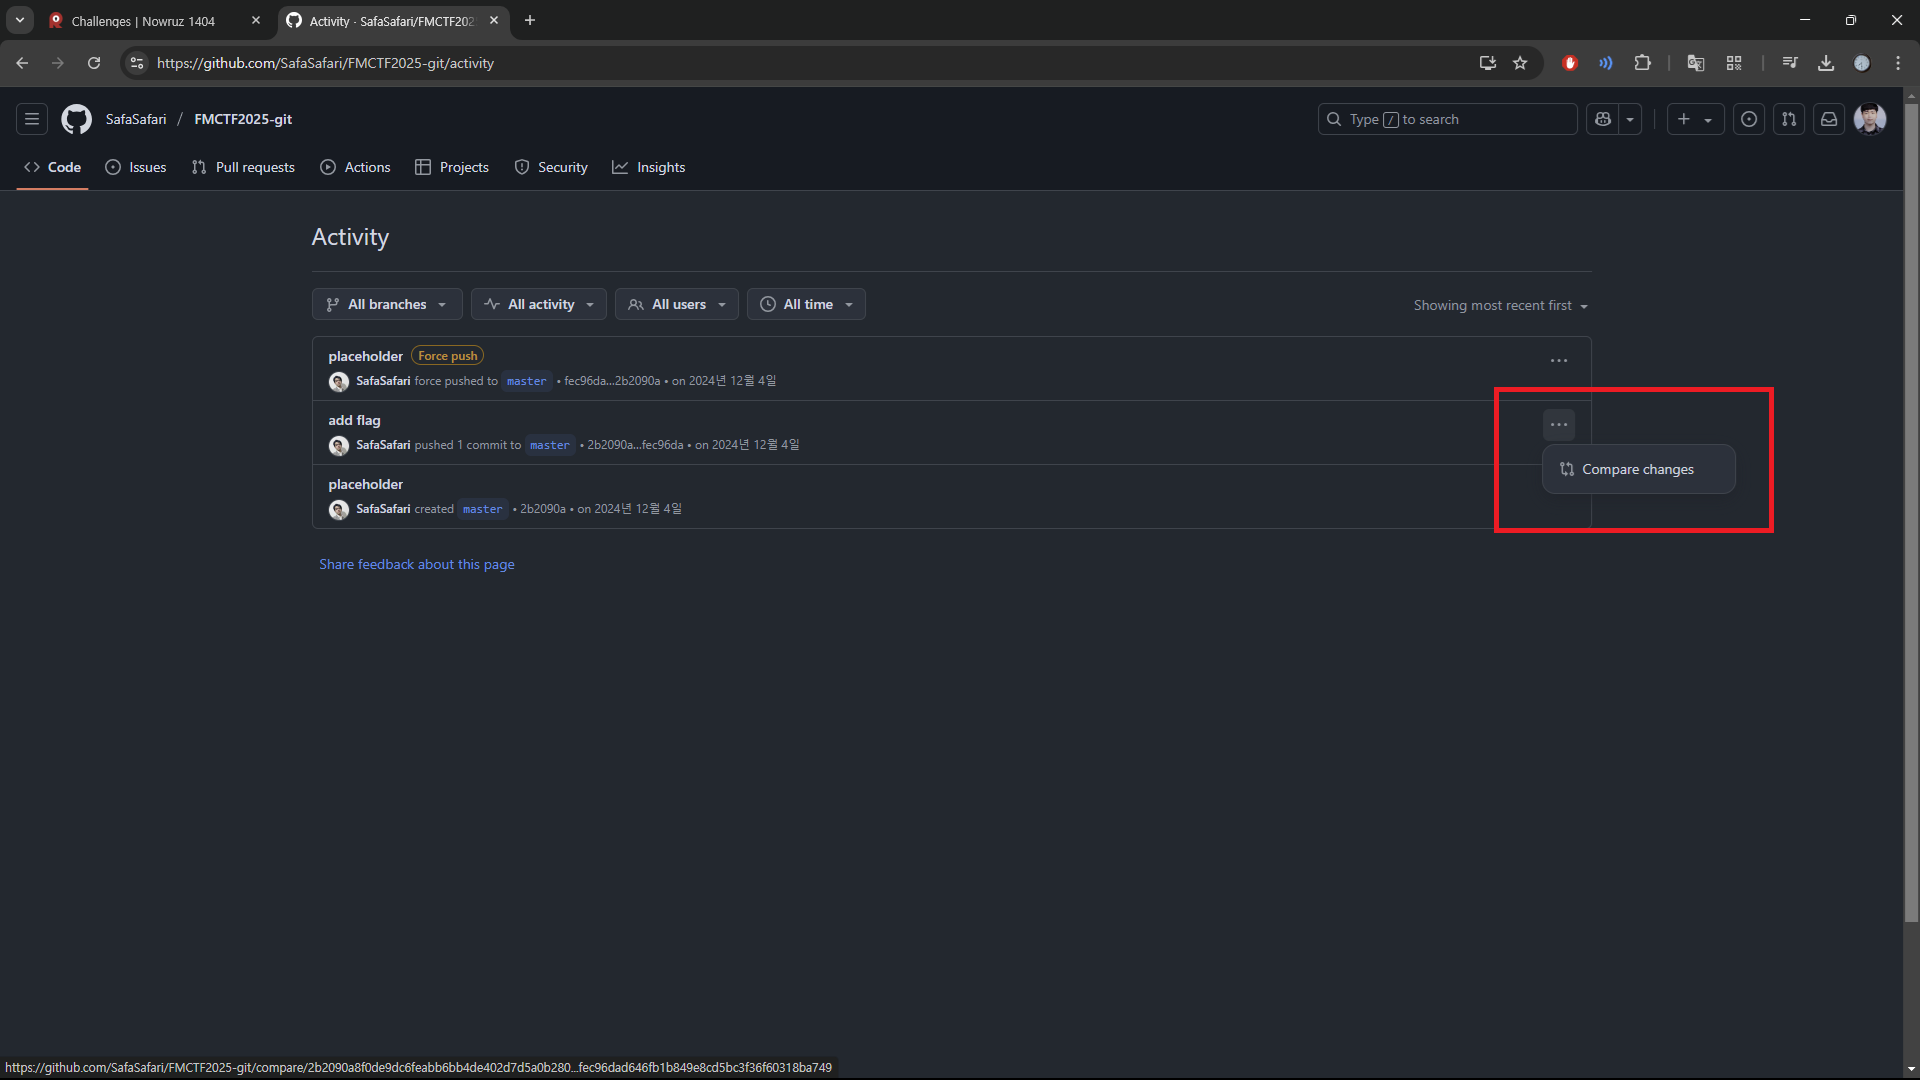 Challenges | Nowruz 1404
Activity · SafaSafari/FMCTF202
https://github.com/SafaSafari/FMCTF2025-git/activity
SafaSafari / FMCTF2025-git
Type / to search
Code
Issues
Pull requests
Actions
Projects
Security
Insights
Activity
All branches
All activity
All users
All time
Showing most recent first
placeholder Force push
SafaSafari force pushed to master • fec96da...2b2090a • on 2024년 12월 4일
add flag
SafaSafari pushed 1 commit to master • 2b2090a...fec96da • on 2024년 12월 4일
Compare changes
placeholder
SafaSafari created master • 2b2090a • on 2024년 12월 4일
Share feedback about this page
https://github.com/SafaSafari/FMCTF2025-git/compare/2b2090a8f0de9dc6feabb6bb4de402d7d5a0b280...fec96dad646fb1b849e8cd5bc3f36f60318ba749